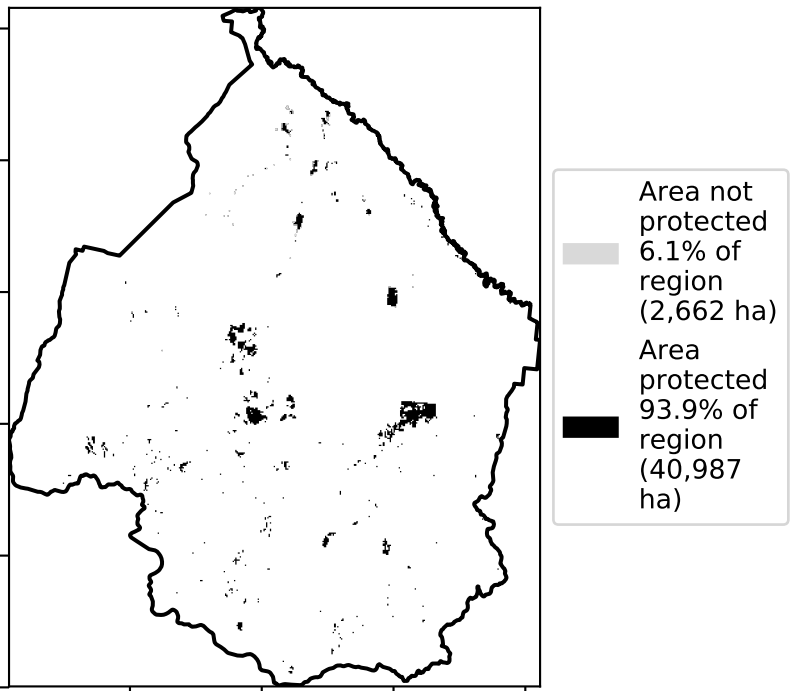 Area not
protected
6.1% of
region
(2,662 ha)
Area
protected
93.9% of
region
(40,987
ha)